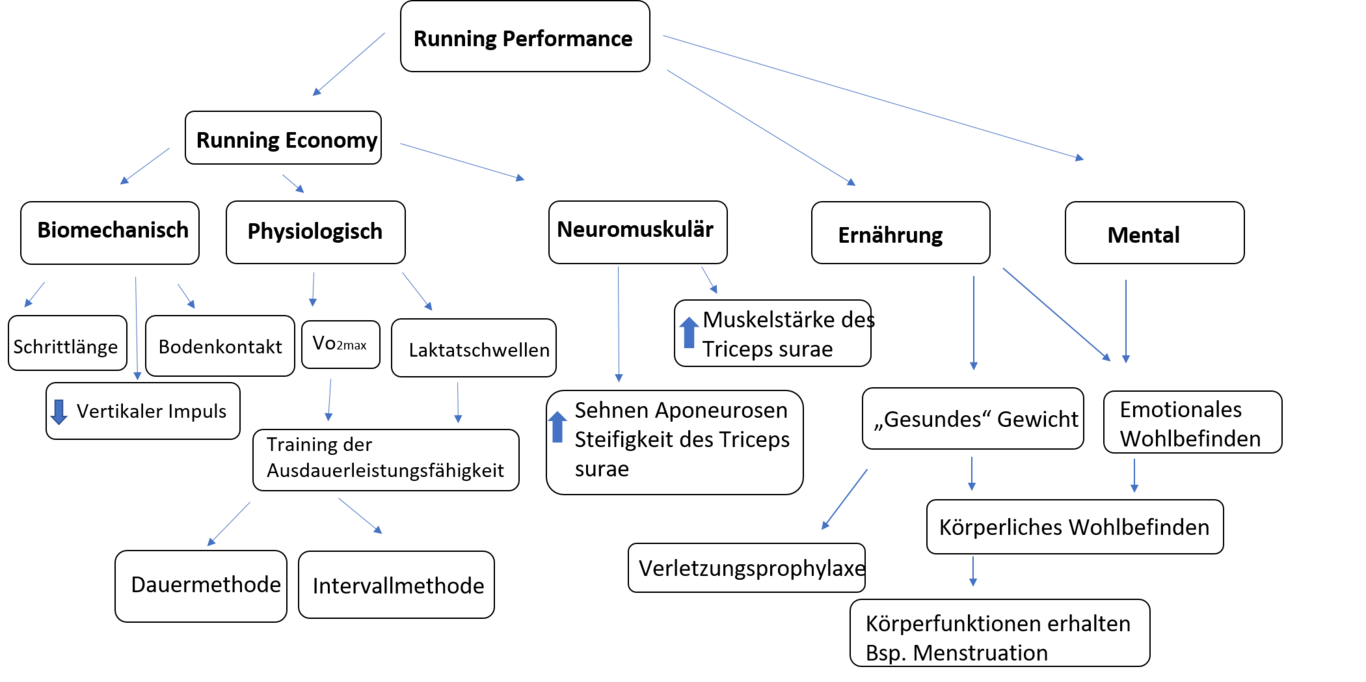 Running Performance
Running Economy
Biomechanisch
Physiologisch
Neuromuskulär
Ernährung
Mental
Schrittlänge
Bodenkontakt
Vo2max
Laktatschwellen
Muskelstärke des
Triceps surae
Vertikaler Impuls
Sehnen Aponeurosen
Steifigkeit des Triceps
surae
„Gesundes“ Gewicht
Emotionales
Wohlbefinden
Training der
Ausdauerleistungsfähigkeit
Körperliches Wohlbefinden
Dauermethode
Intervallmethode
Verletzungsprophylaxe
Körperfunktionen erhalten
Bsp. Menstruation